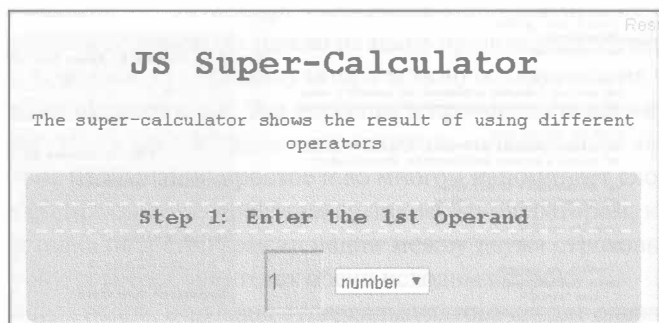 Res
JS Super-Calculator
The super-calculator shows the result of using different
operators
Step 1: Enter the 1st Operand
1 number